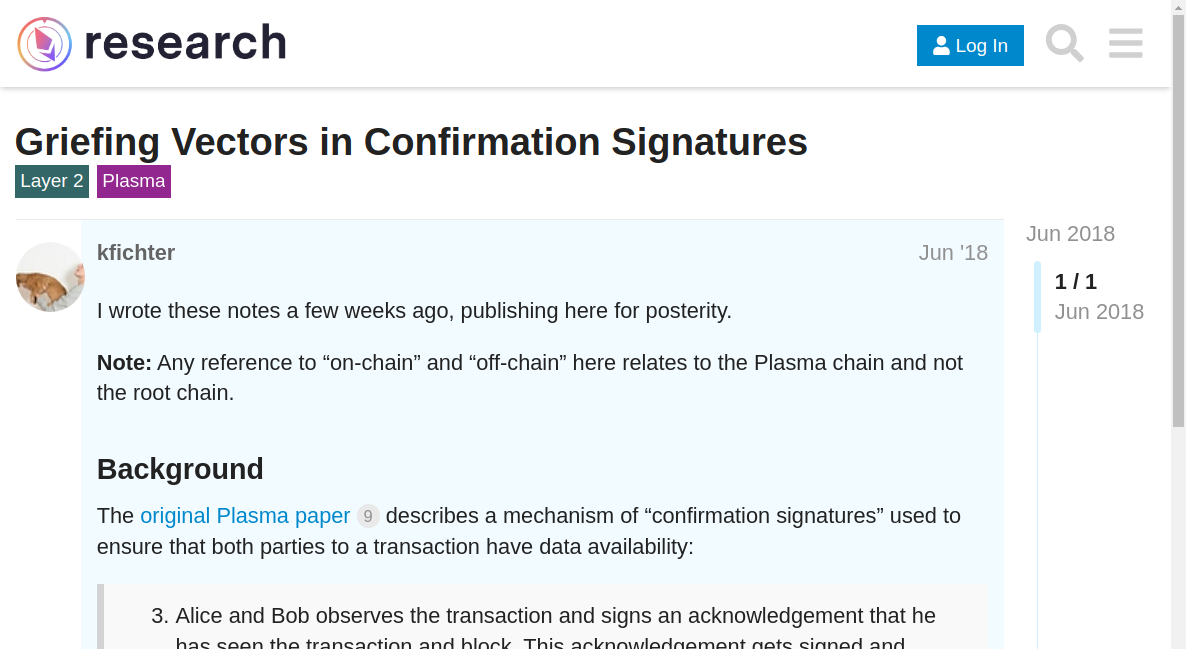 research
Log In
Griefing Vectors in Confirmation Signatures
Layer 2 Plasma
kfichter
Jun '18
I wrote these notes a few weeks ago, publishing here for posterity.
Note: Any reference to “on-chain” and “off-chain” here relates to the Plasma chain and not
the root chain.
Background
The original Plasma paper 9 describes a mechanism of “confirmation signatures” used to
ensure that both parties to a transaction have data availability:
3. Alice and Bob observes the transaction and signs an acknowledgement that he
has seen the transaction and block. This acknowledgement gets signed and
Jun 2018
1 / 1
Jun 2018